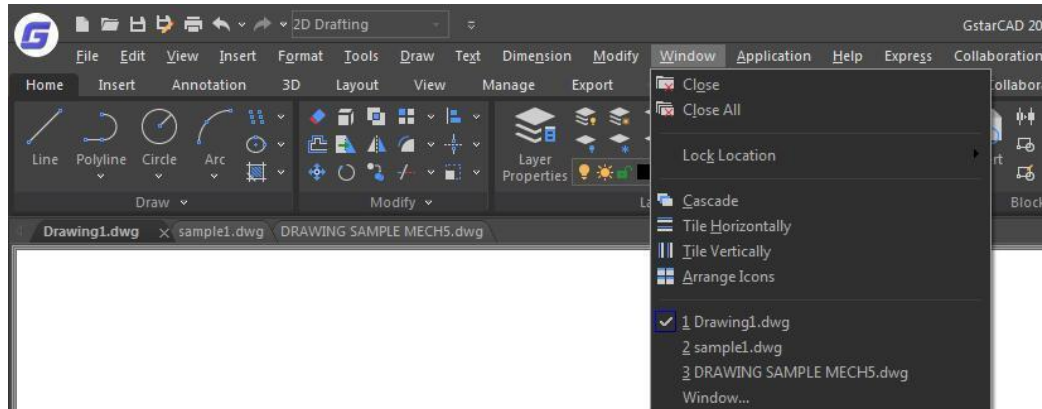 2D Drafting
GstarCAD 20
File Edit View Insert Format Tools Draw Text Dimension Modify Window Application Help Express Collaboration
Home Insert Annotation 3D Layout View Manage Export
Close
Close All
Lock Location
Cascade
Tile Horizontally
Tile Vertically
Arrange Icons
1 Drawing1.dwg
2 sample1.dwg
3 DRAWING SAMPLE MECH5.dwg
Window...
Line Polyline Circle Arc
Layer
Properties
Draw Modify
Block
Drawing1.dwg sample1.dwg DRAWING SAMPLE MECH5.dwg